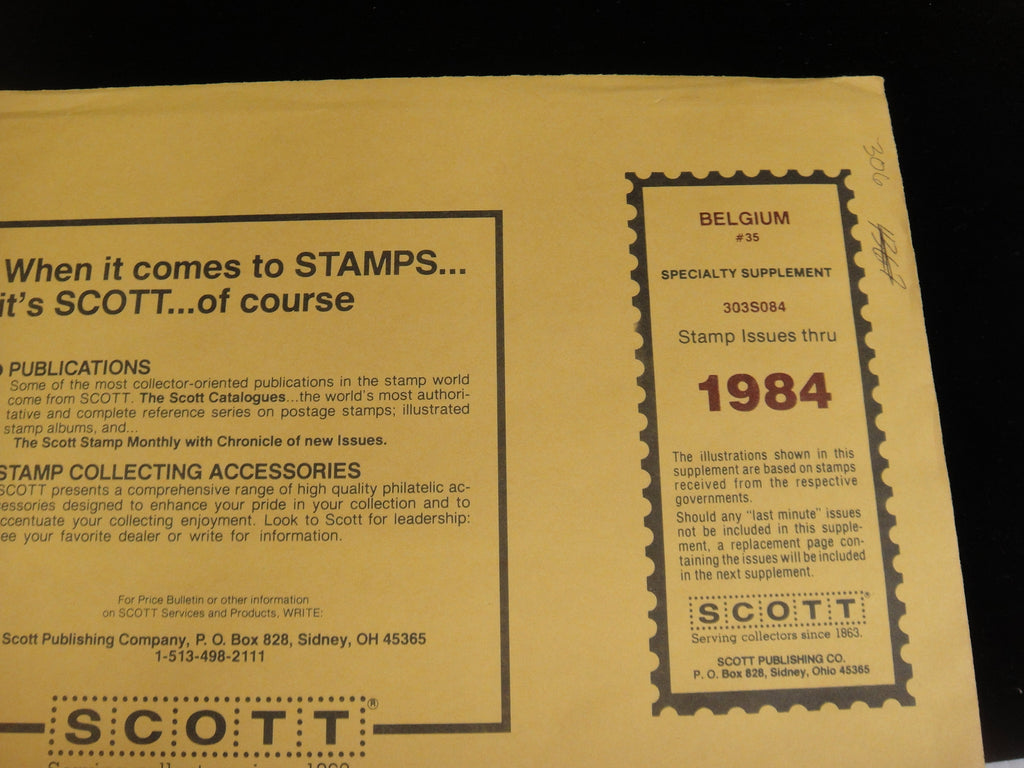 When it comes to STAMPS...
it's SCOTT...of course
PUBLICATIONS
Some of the most collector-oriented publications in the stamp world
come from SCOTT. The Scott Catalogues...the world's most authori-
tative and complete reference series on postage stamps; illustrated
stamp albums, and...
The Scott Stamp Monthly with Chronicle of new Issues.
STAMP COLLECTING ACCESSORIES
SCOTT presents a comprehensive range of high quality philatelic ac-
cessories designed to enhance your pride in your collection and to
accentuate your collecting enjoyment. Look to Scott for leadership:
see your favorite dealer or write for information.
For Price Bulletin or other information
on SCOTT Services and Products, WRITE:
Scott Publishing Company, P. O. Box 828, Sidney, OH 45365
1-513-498-2111
SCOTT®
BELGIUM
#35
SPECIALTY SUPPLEMENT
303S084
Stamp Issues thru
1984
The illustrations shown in this
supplement are based on stamps
received from the respective
governments.
Should any "last minute" issues
not be included in this supple-
ment, a replacement page con-
taining the issues will be included
in the next supplement.
SCOTT®
Serving collectors since 1863.
SCOTT PUBLISHING CO.
P. O. Box 828, Sidney, Ohio 45365
306